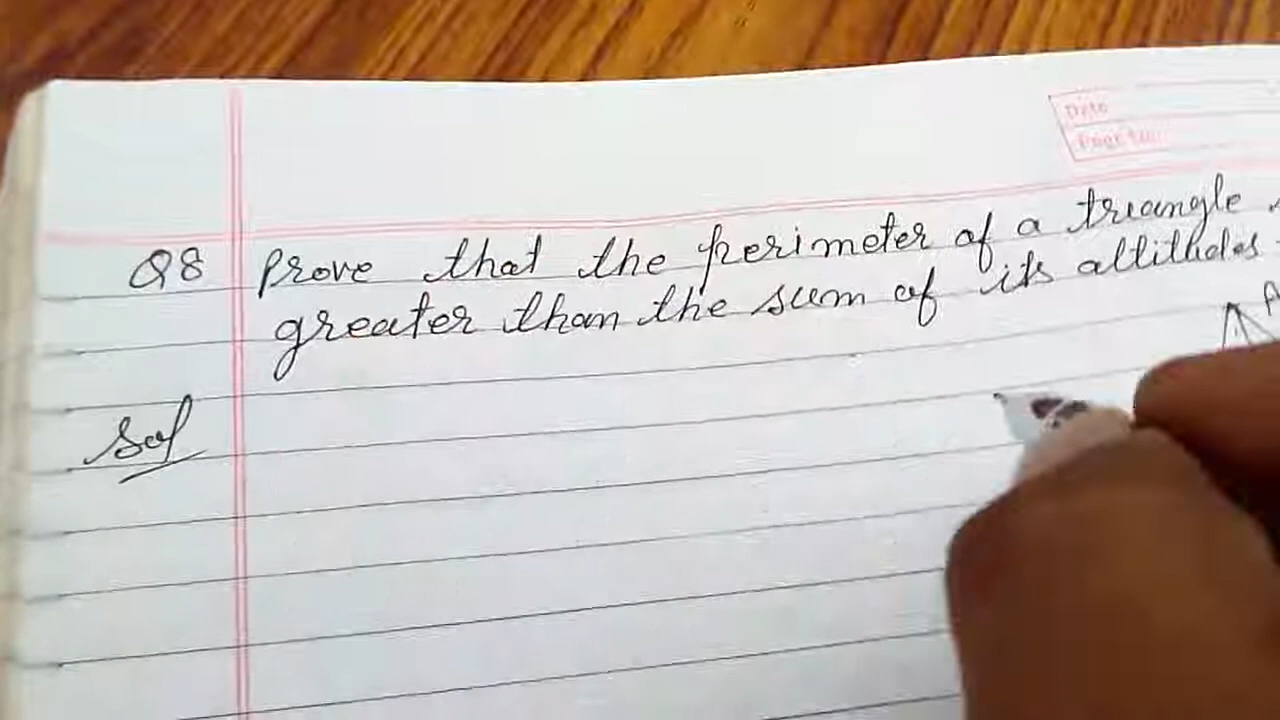 Date
Page No.
Q8 Prove that the perimeter of a triangle
greater than the sum of its altitudes
A
Sol